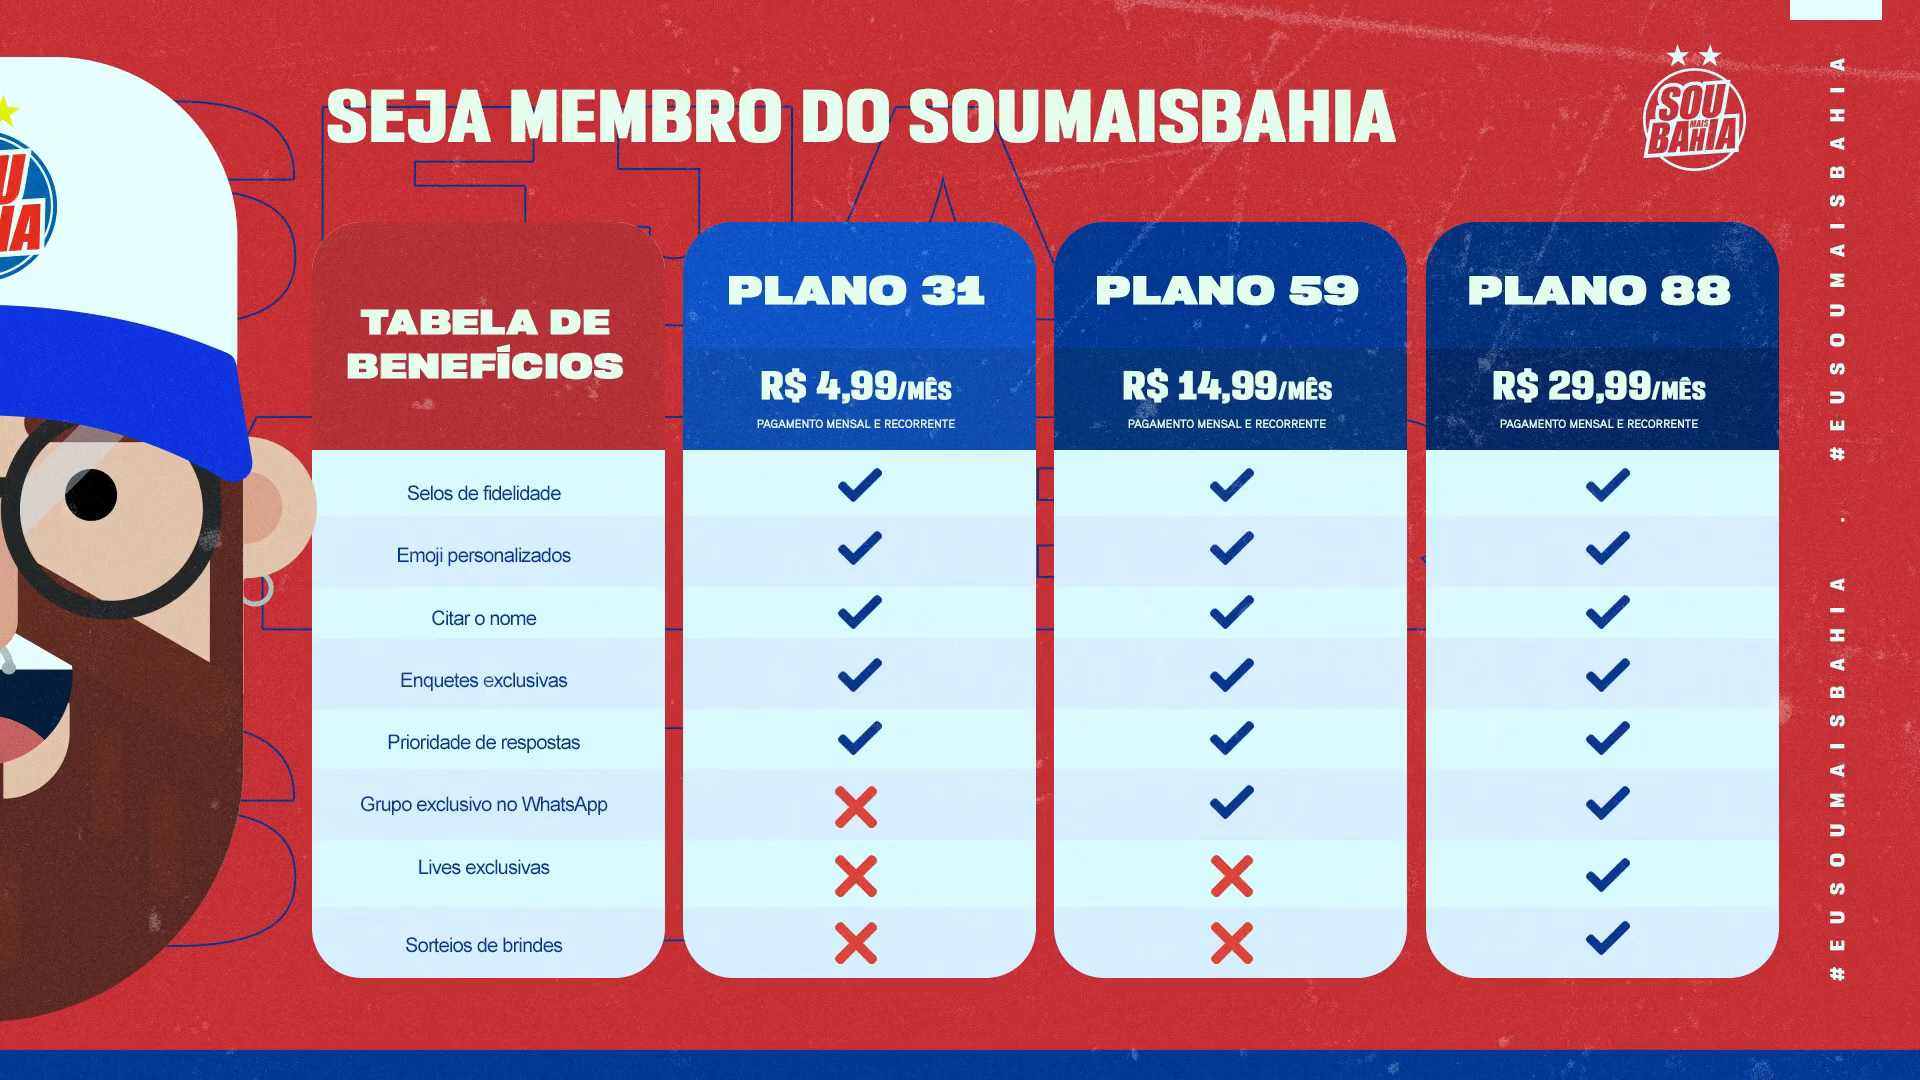 SEJA MEMBRO DO SOUMAISBAHIA
SOU
MAIS
BAHIA
TABELA DE
BENEFÍCIOS
PLANO 31
R$ 4,99/MÊS
PAGAMENTO MENSAL E RECORRENTE
PLANO 59
R$ 14,99/MÊS
PAGAMENTO MENSAL E RECORRENTE
PLANO 88
R$ 29,99/MÊS
PAGAMENTO MENSAL E RECORRENTE
Selos de fidelidade
Emoji personalizados
Citar o nome
Enquetes exclusivas
Prioridade de respostas
Grupo exclusivo no WhatsApp
Lives exclusivas
Sorteios de brindes
#EUSOUMAISBAHIA . #EUSOUMAISBAHIA